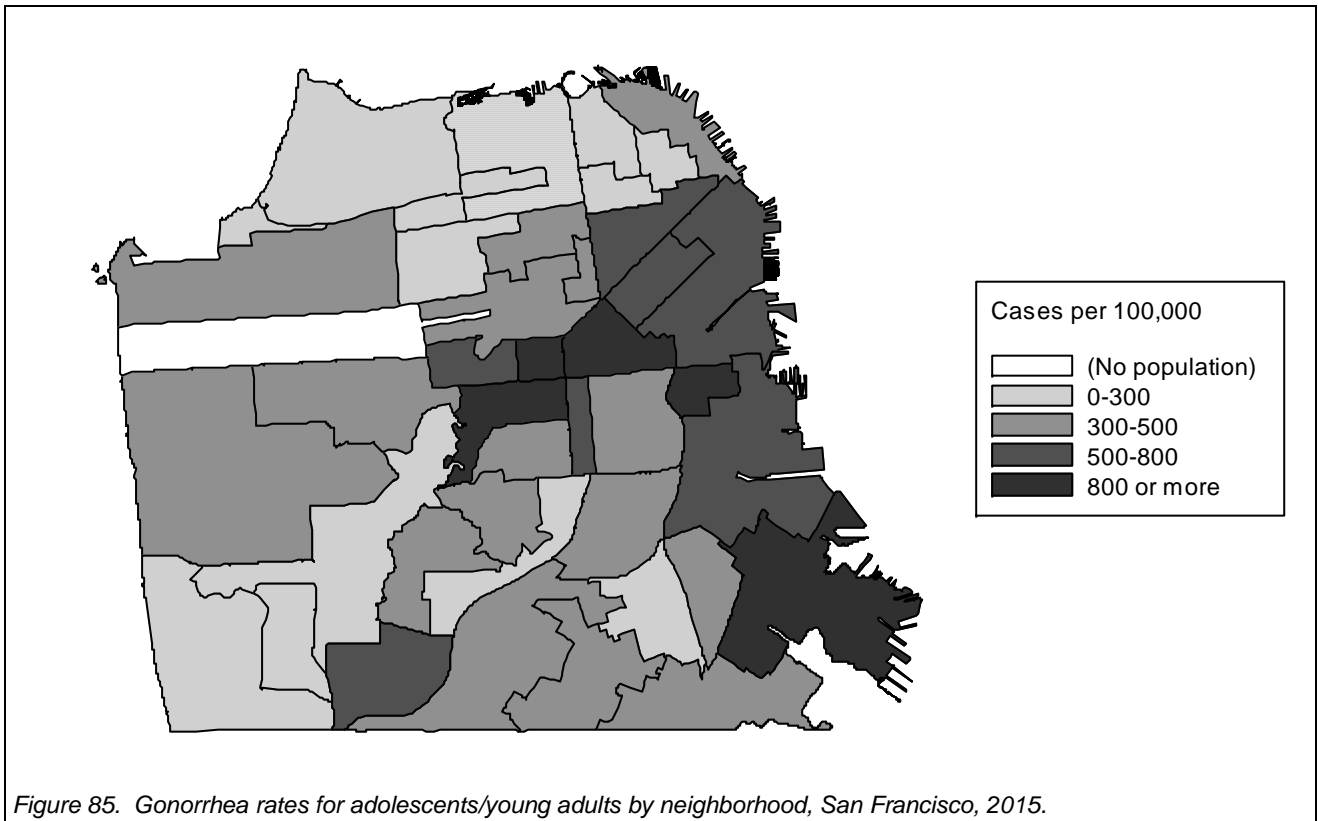 Cases per 100,000
(No population)
0-300
300-500
500-800
800 or more
Figure 85.  Gonorrhea rates for adolescents/young adults by neighborhood, San Francisco, 2015.